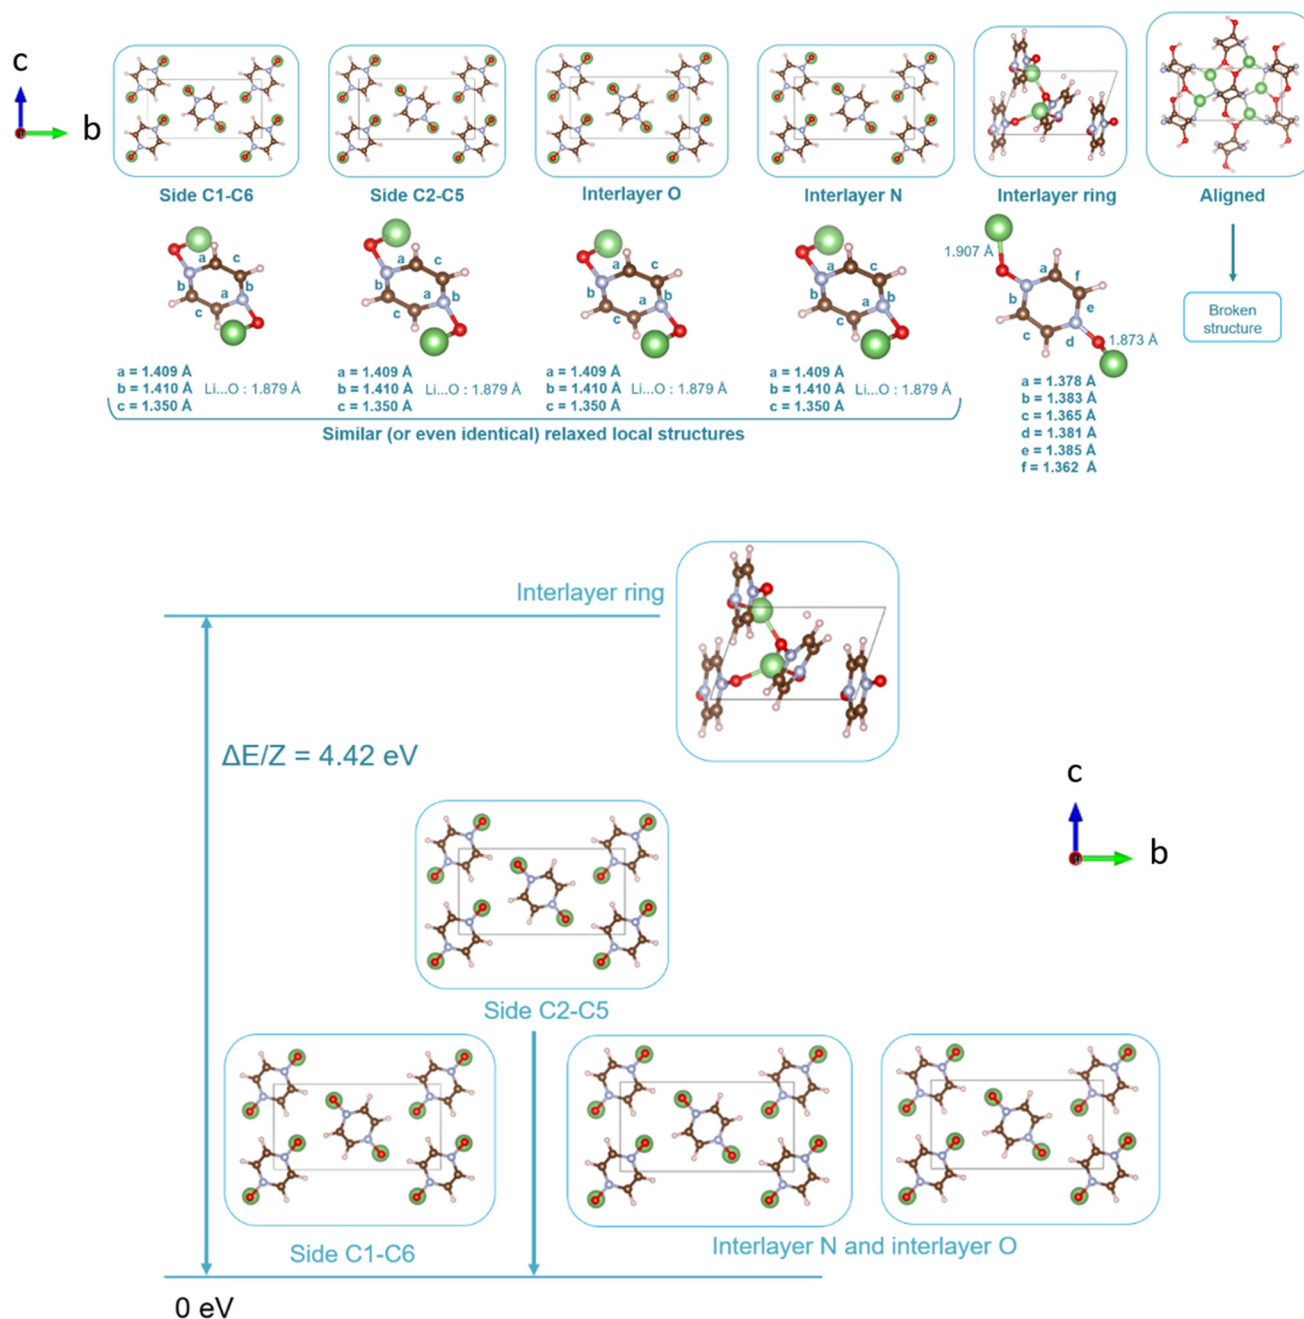 c
b
a
Side C1-C6
Side C2-C5
Interlayer O
Interlayer N
Interlayer ring
Aligned
a
c
b
b
c
a
a = 1.409 Å
b = 1.410 Å
c = 1.350 Å
Li...O : 1.879 Å
a
c
b
b
c
a
a = 1.409 Å
b = 1.410 Å
c = 1.350 Å
Li...O : 1.879 Å
a
c
b
b
c
a
a = 1.409 Å
b = 1.410 Å
c = 1.350 Å
Li...O : 1.879 Å
a
c
b
b
c
a
a = 1.409 Å
b = 1.410 Å
c = 1.350 Å
Li...O : 1.879 Å
Similar (or even identical) relaxed local structures
1.907 Å
a
f
b
e
c
d
1.873 Å
a = 1.378 Å
b = 1.383 Å
c = 1.365 Å
d = 1.381 Å
e = 1.385 Å
f = 1.362 Å
Broken
structure
Interlayer ring
ΔE/Z = 4.42 eV
c
b
a
Side C2-C5
Side C1-C6
Interlayer N and interlayer O
0 eV